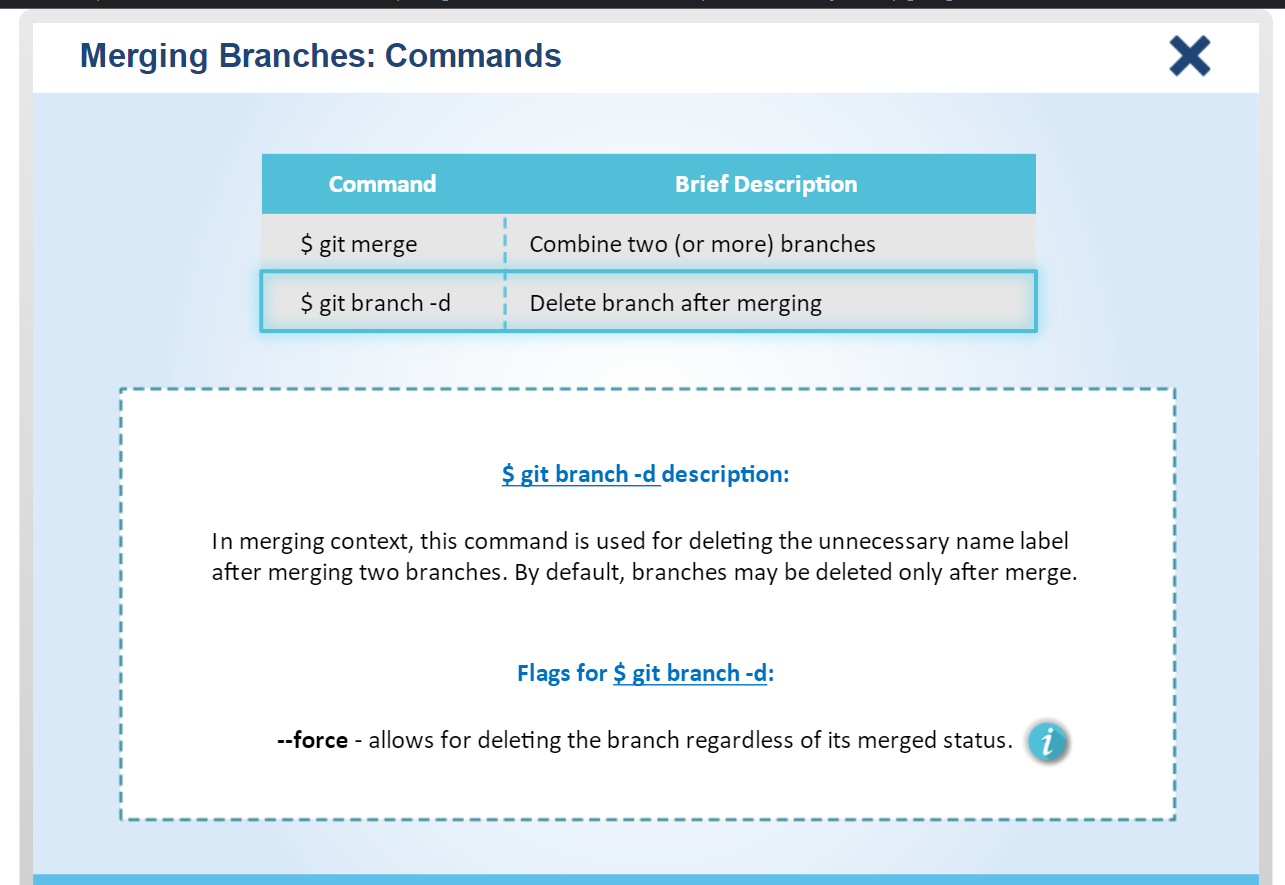 Merging Branches: Commands
Command Brief Description
$ git merge Combine two (or more) branches
$ git branch -d Delete branch after merging
$ git branch -d description:
In merging context, this command is used for deleting the unnecessary name label
after merging two branches. By default, branches may be deleted only after merge.
Flags for $ git branch -d:
--force - allows for deleting the branch regardless of its merged status. i